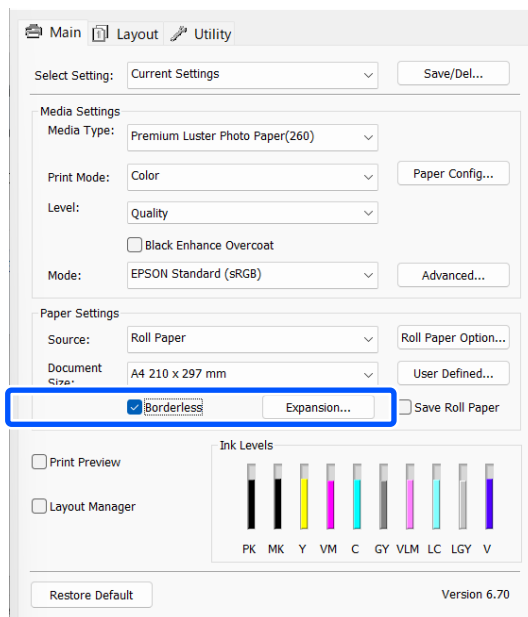 Main Layout Utility
Select Setting: Current Settings Save/Del...
Media Settings
Media Type: Premium Luster Photo Paper(260)
Print Mode: Color Paper Config...
Level: Quality
Black Enhance Overcoat
Mode: EPSON Standard (sRGB) Advanced...
Paper Settings
Source: Roll Paper Roll Paper Option...
Document
Size: A4 210 x 297 mm User Defined...
Borderless Expansion... Save Roll Paper
Ink Levels
Print Preview
Layout Manager
PK MK Y VM C GY VLM LC LGY V
Restore Default Version 6.70